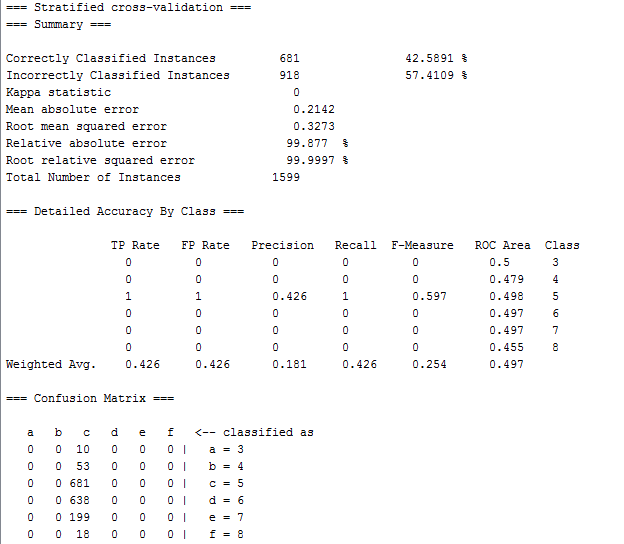 === Stratified cross-validation ===
=== Summary ===
Correctly Classified Instances 681 42.5891 %
Incorrectly Classified Instances 918 57.4109 %
Kappa statistic 0
Mean absolute error 0.2142
Root mean squared error 0.3273
Relative absolute error 99.877 %
Root relative squared error 99.9997 %
Total Number of Instances 1599
=== Detailed Accuracy By Class ===
TP Rate FP Rate Precision Recall F-Measure ROC Area Class
0 0 0 0 0 0.5 3
0 0 0 0 0 0.479 4
1 1 0.426 1 0.597 0.498 5
0 0 0 0 0 0.497 6
0 0 0 0 0 0.497 7
0 0 0 0 0 0.455 8
Weighted Avg. 0.426 0.426 0.181 0.426 0.254 0.497
=== Confusion Matrix ===
a b c d e f <-- classified as
0 0 10 0 0 0 | a = 3
0 0 53 0 0 0 | b = 4
0 0 681 0 0 0 | c = 5
0 0 638 0 0 0 | d = 6
0 0 199 0 0 0 | e = 7
0 0 18 0 0 0 | f = 8